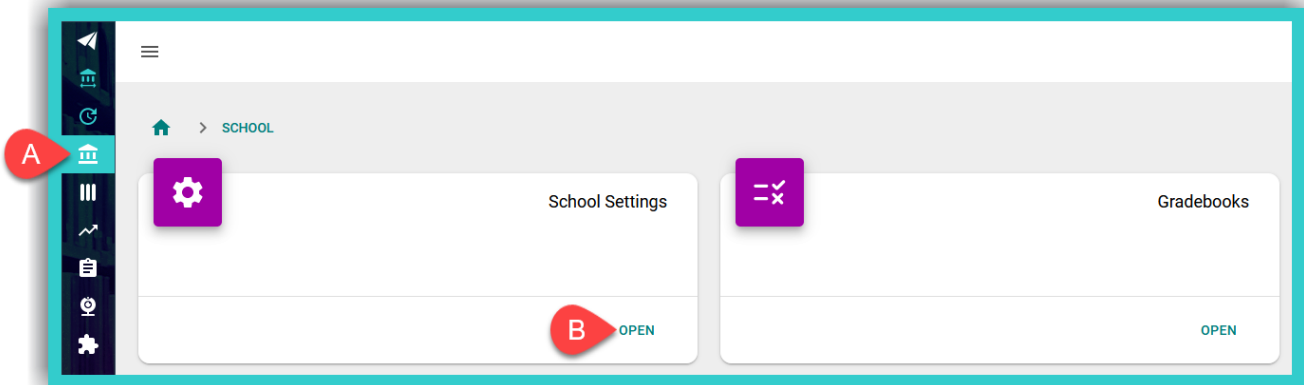 > SCHOOL
A
School Settings
Gradebooks
B
OPEN
OPEN